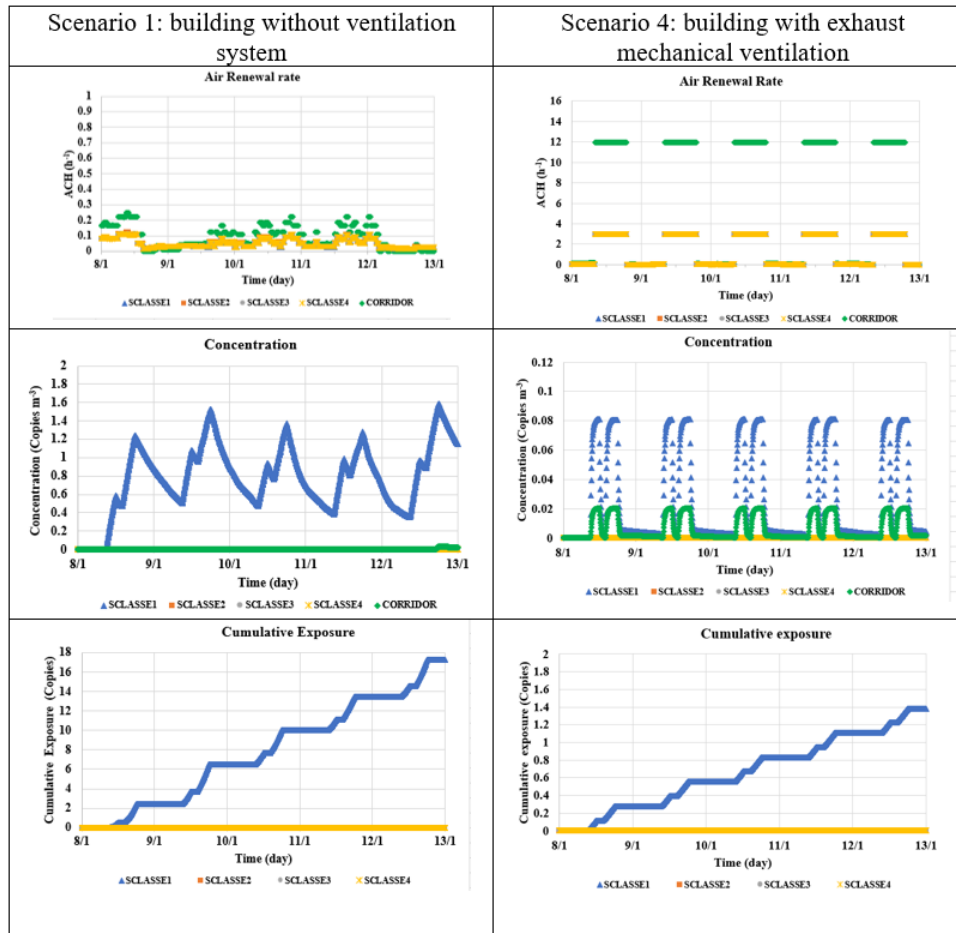 Scenario 1: building without ventilation
system
Scenario 4: building with exhaust
mechanical ventilation
Air Renewal rate
ACH (h-1)
1
0.9
0.8
0.7
0.6
0.5
0.4
0.3
0.2
0.1
0
8/1 9/1 10/1 11/1 12/1 13/1
Time (day)
SCLASSE1 SCLASSE2 SCLASSE3 SCLASSE4 CORRIDOR
Air Renewal Rate
ACH (h-1)
16
14
12
10
8
6
4
2
0
8/1 9/1 10/1 11/1 12/1 13/1
Time (day)
SCLASSE1 SCLASSE2 SCLASSE3 SCLASSE4 CORRIDOR
Concentration
Concentration (Copies m-3)
2
1.8
1.6
1.4
1.2
1
0.8
0.6
0.4
0.2
0
8/1 9/1 10/1 11/1 12/1 13/1
Time (day)
SCLASSE1 SCLASSE2 SCLASSE3 SCLASSE4 CORRIDOR
Concentration
Concentration (Copies m-3)
0.12
0.1
0.08
0.06
0.04
0.02
0
8/1 9/1 10/1 11/1 12/1 13/1
Time (day)
SCLASSE1 SCLASSE2 SCLASSE3 SCLASSE4 CORRIDOR
Cumulative Exposure
Cumulative Exposure (Copies)
18
16
14
12
10
8
6
4
2
0
8/1 9/1 10/1 11/1 12/1 13/1
Time (day)
SCLASSE1 SCLASSE2 SCLASSE3 SCLASSE4
Cumulative exposure
Cumulative exposure (Copies)
2
1.8
1.6
1.4
1.2
1
0.8
0.6
0.4
0.2
0
8/1 9/1 10/1 11/1 12/1 13/1
Time (day)
SCLASSE1 SCLASSE2 SCLASSE3 SCLASSE4